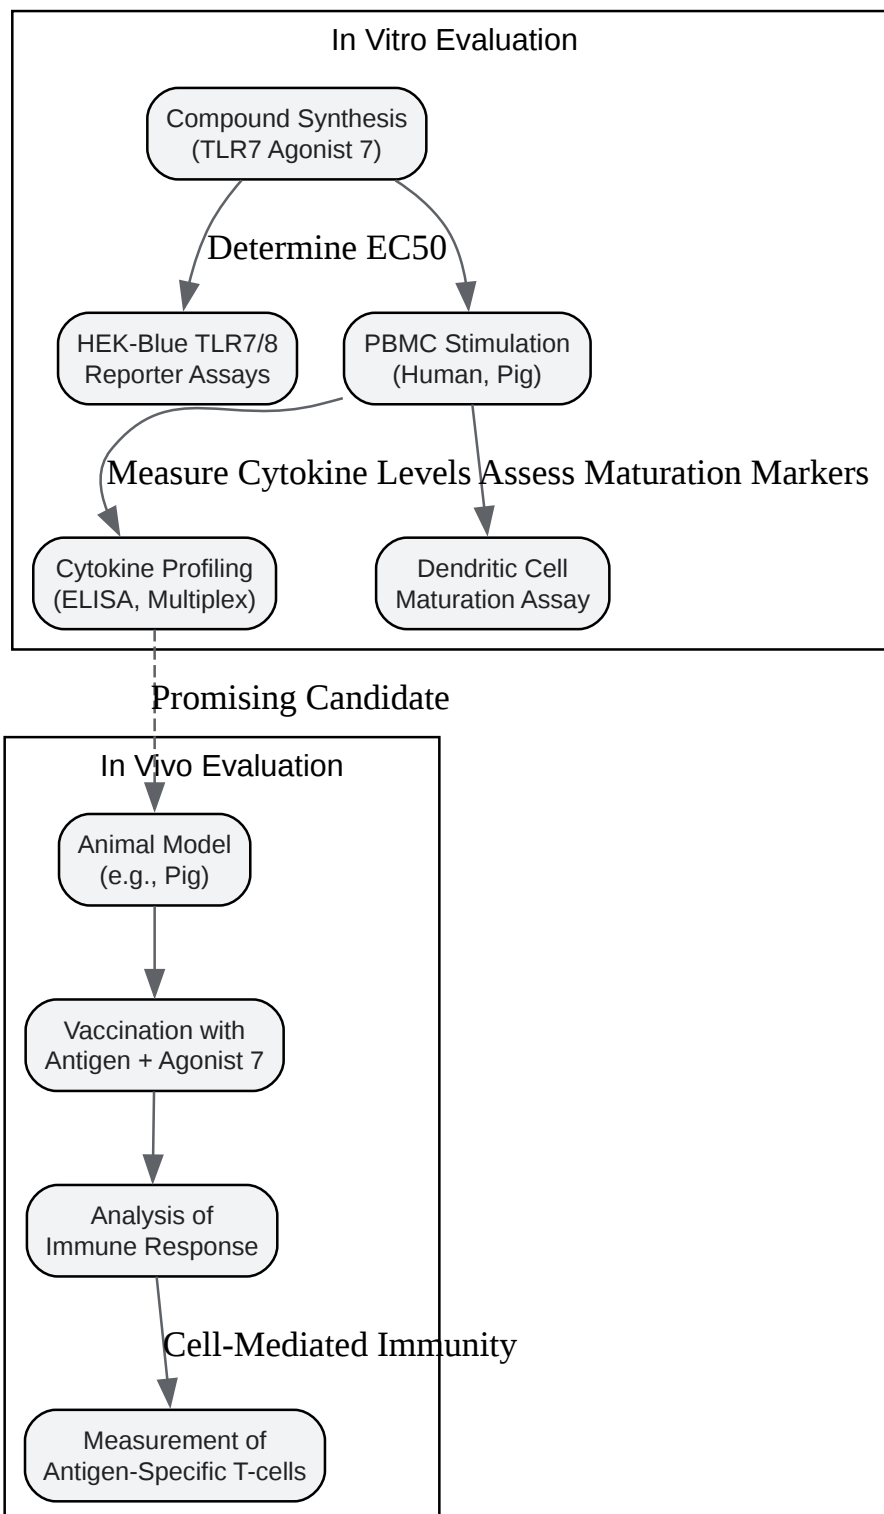 In Vitro Evaluation
Compound Synthesis
(TLR7 Agonist 7)
Determine EC50
HEK-Blue TLR7/8
Reporter Assays
PBMC Stimulation
(Human, Pig)
Measure Cytokine Levels
Assess Maturation Markers
Cytokine Profiling
(ELISA, Multiplex)
Dendritic Cell
Maturation Assay
Promising Candidate
In Vivo Evaluation
Animal Model
(e.g., Pig)
Vaccination with
Antigen + Agonist 7
Analysis of
Immune Response
Cell-Mediated Immunity
Measurement of
Antigen-Specific T-cells